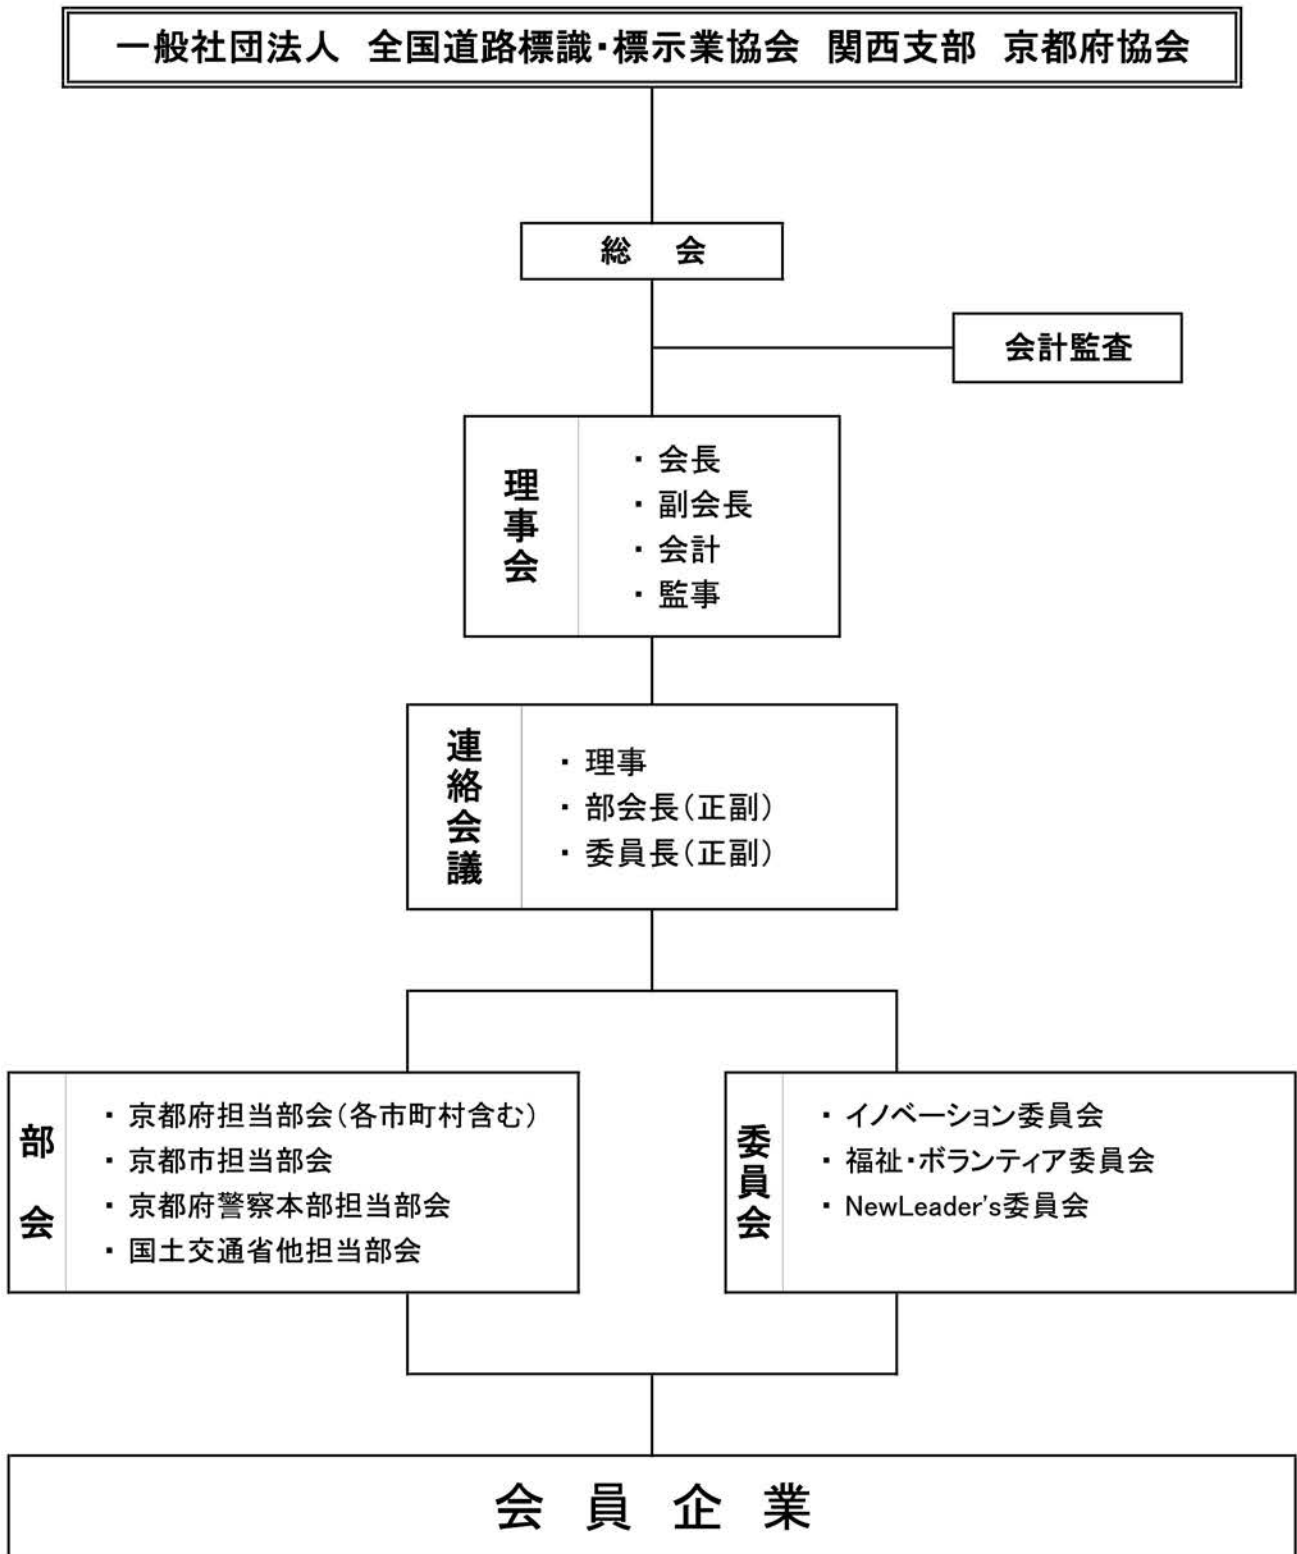 一般社団法人　全国道路標識・標示業協会　関西支部　京都府協会
総　会
会計監査
理事会
・会長
・副会長
・会計
・監事
連絡会議
・理事
・部会長(正副)
・委員長(正副)
部会
・京都府担当部会(各市町村含む)
・京都市担当部会
・京都府警察本部担当部会
・国土交通省他担当部会
委員会
・イノベーション委員会
・福祉・ボランティア委員会
・NewLeader's委員会
会　員　企　業